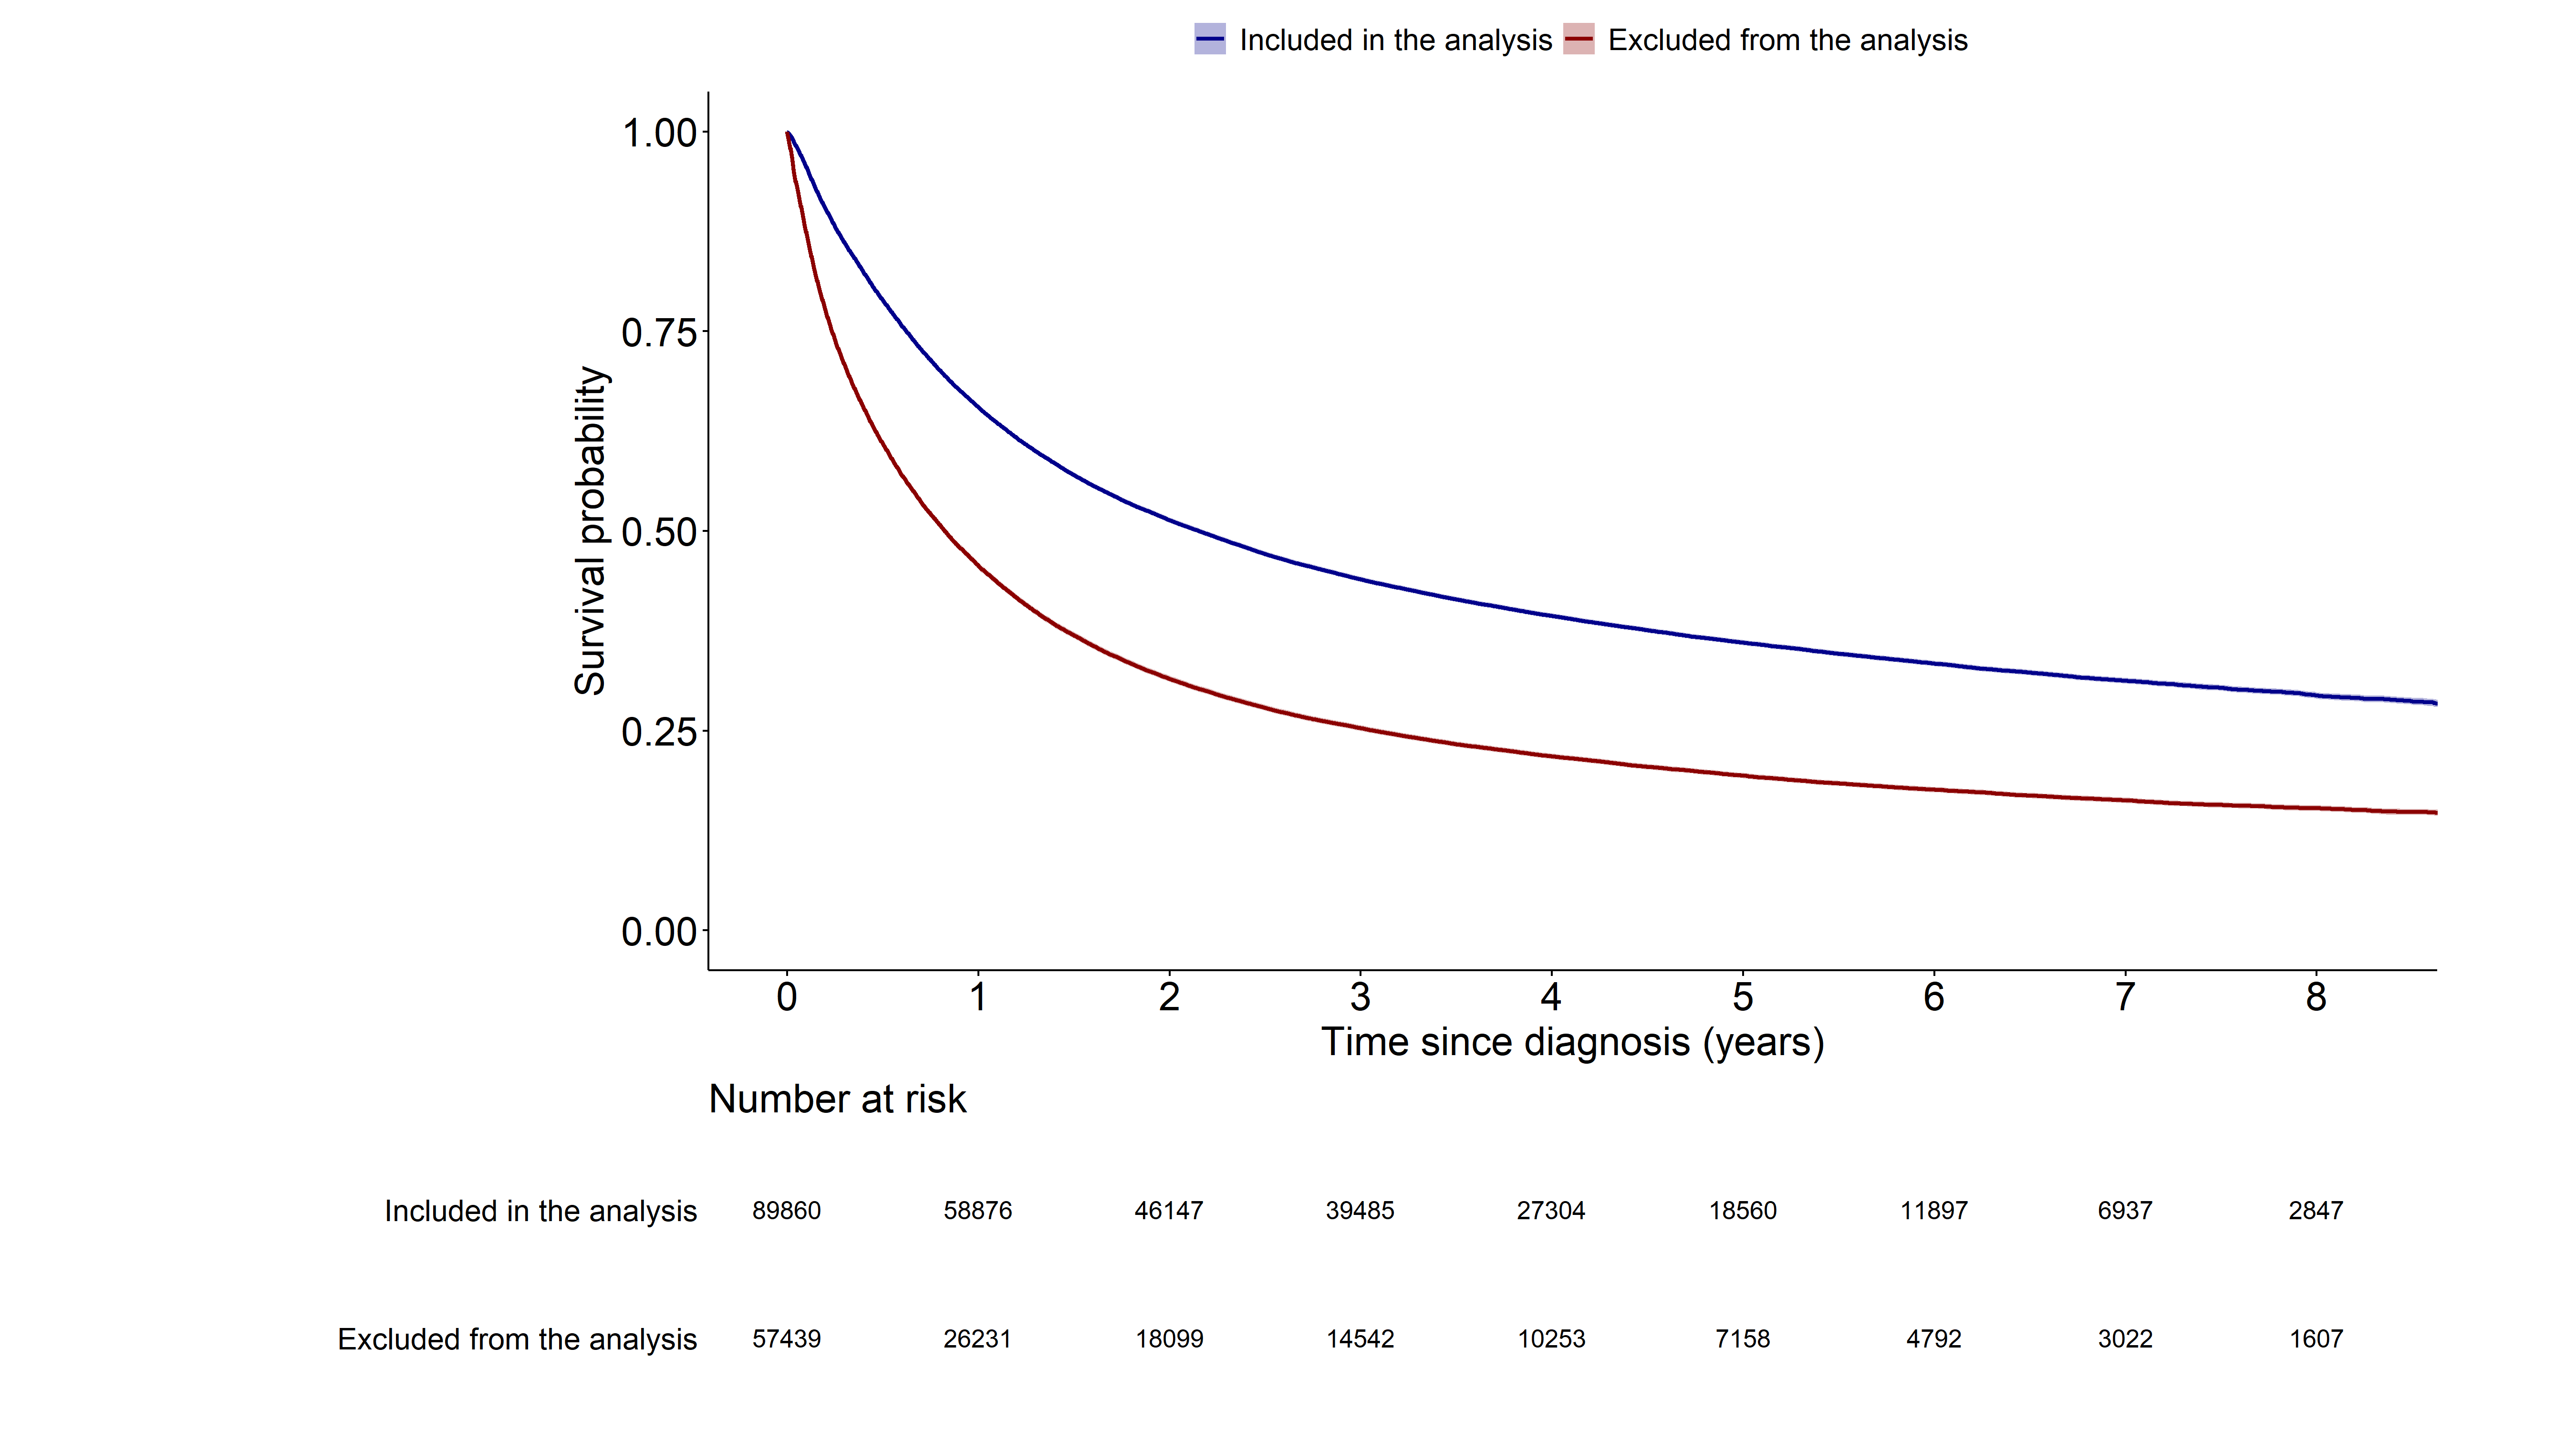 Included in the analysis Excluded from the analysis
1.00
0.75
0.50
0.25
0.00
Survival probability
0 1 2 3 4 5 6 7 8
Time since diagnosis (years)
Number at risk
Included in the analysis 89860 58876 46147 39485 27304 18560 11897 6937 2847
Excluded from the analysis 57439 26231 18099 14542 10253 7158 4792 3022 1607